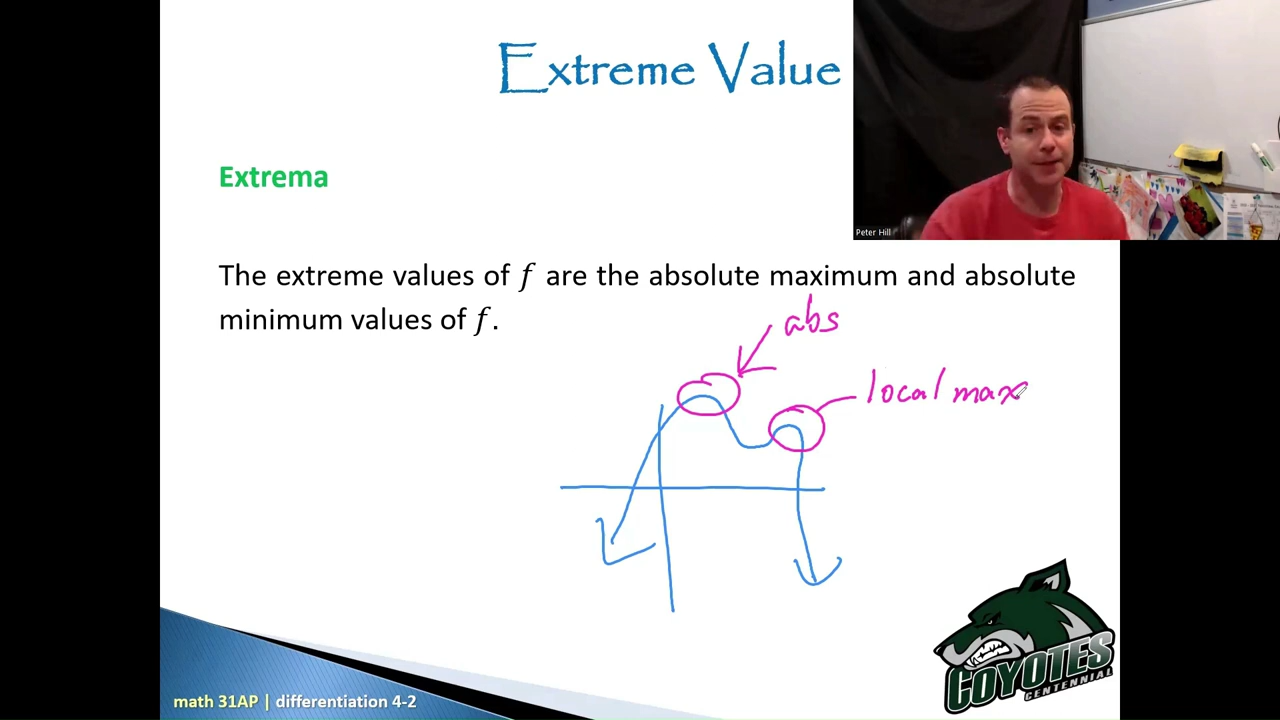 Extreme Value
Peter Hill
Extrema
The extreme values of f are the absolute maximum and absolute
minimum values of f.
abs
local max
COYOTES
CENTENNIAL
math 31AP | differentiation 4-2